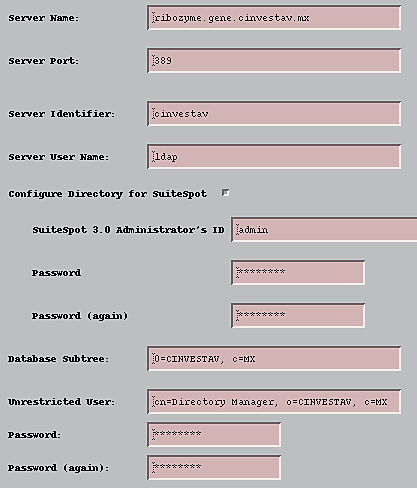 Server Name: ribozyme.gene.cinvestav.mx
Server Port: 389
Server Identifier: cinvestav
Server User Name: ldap
Configure Directory for SuiteSpot
SuiteSpot 3.0 Administrator's ID admin
Password ********
Password (again) ********
Database Subtree: O=CINVESTAV, c=MX
Unrestricted User: cn=Directory Manager, o=CINVESTAV, c=MX
Password: ********
Password (again): ********